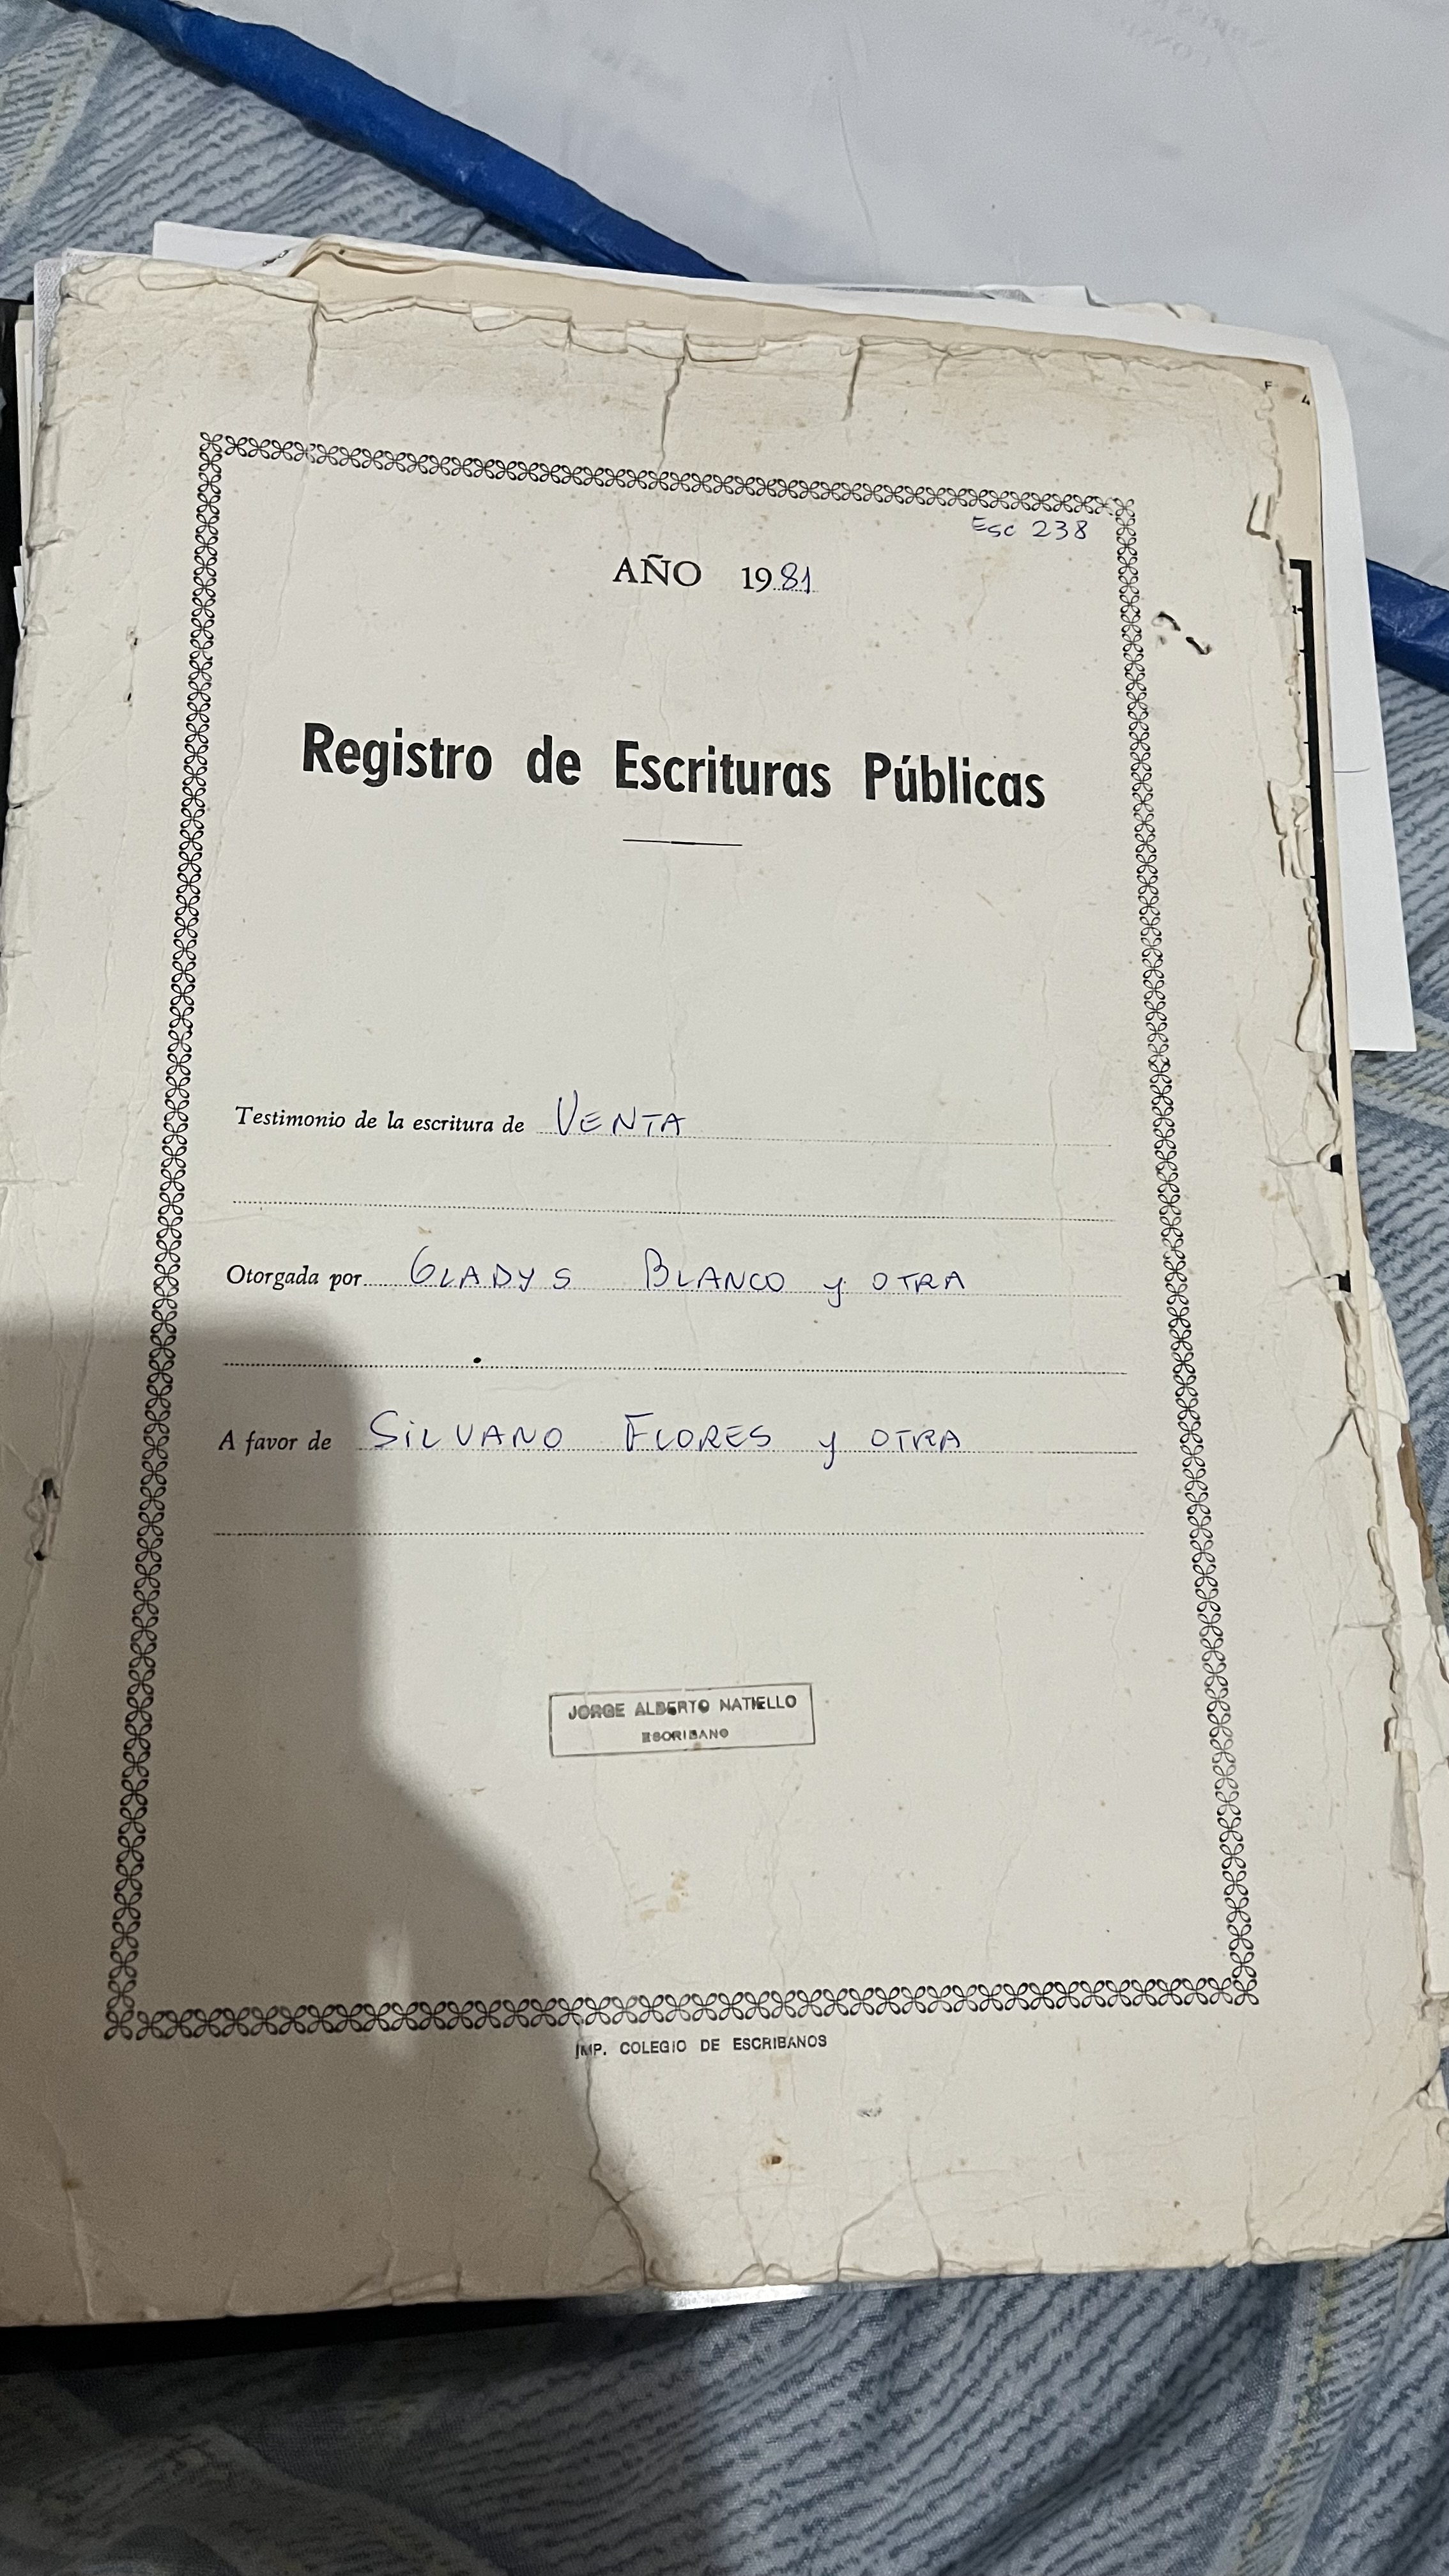 Esc 238
AÑO 1981
Registro de Escrituras Públicas
Testimonio de la escritura de VENTA
Otorgada por GLADYS BLANCO y OTRA
A favor de SILVANO FLORES y OTRA
JORGE ALBERTO NATIELLO
ESCRIBANO
IMP. COLEGIO DE ESCRIBANOS